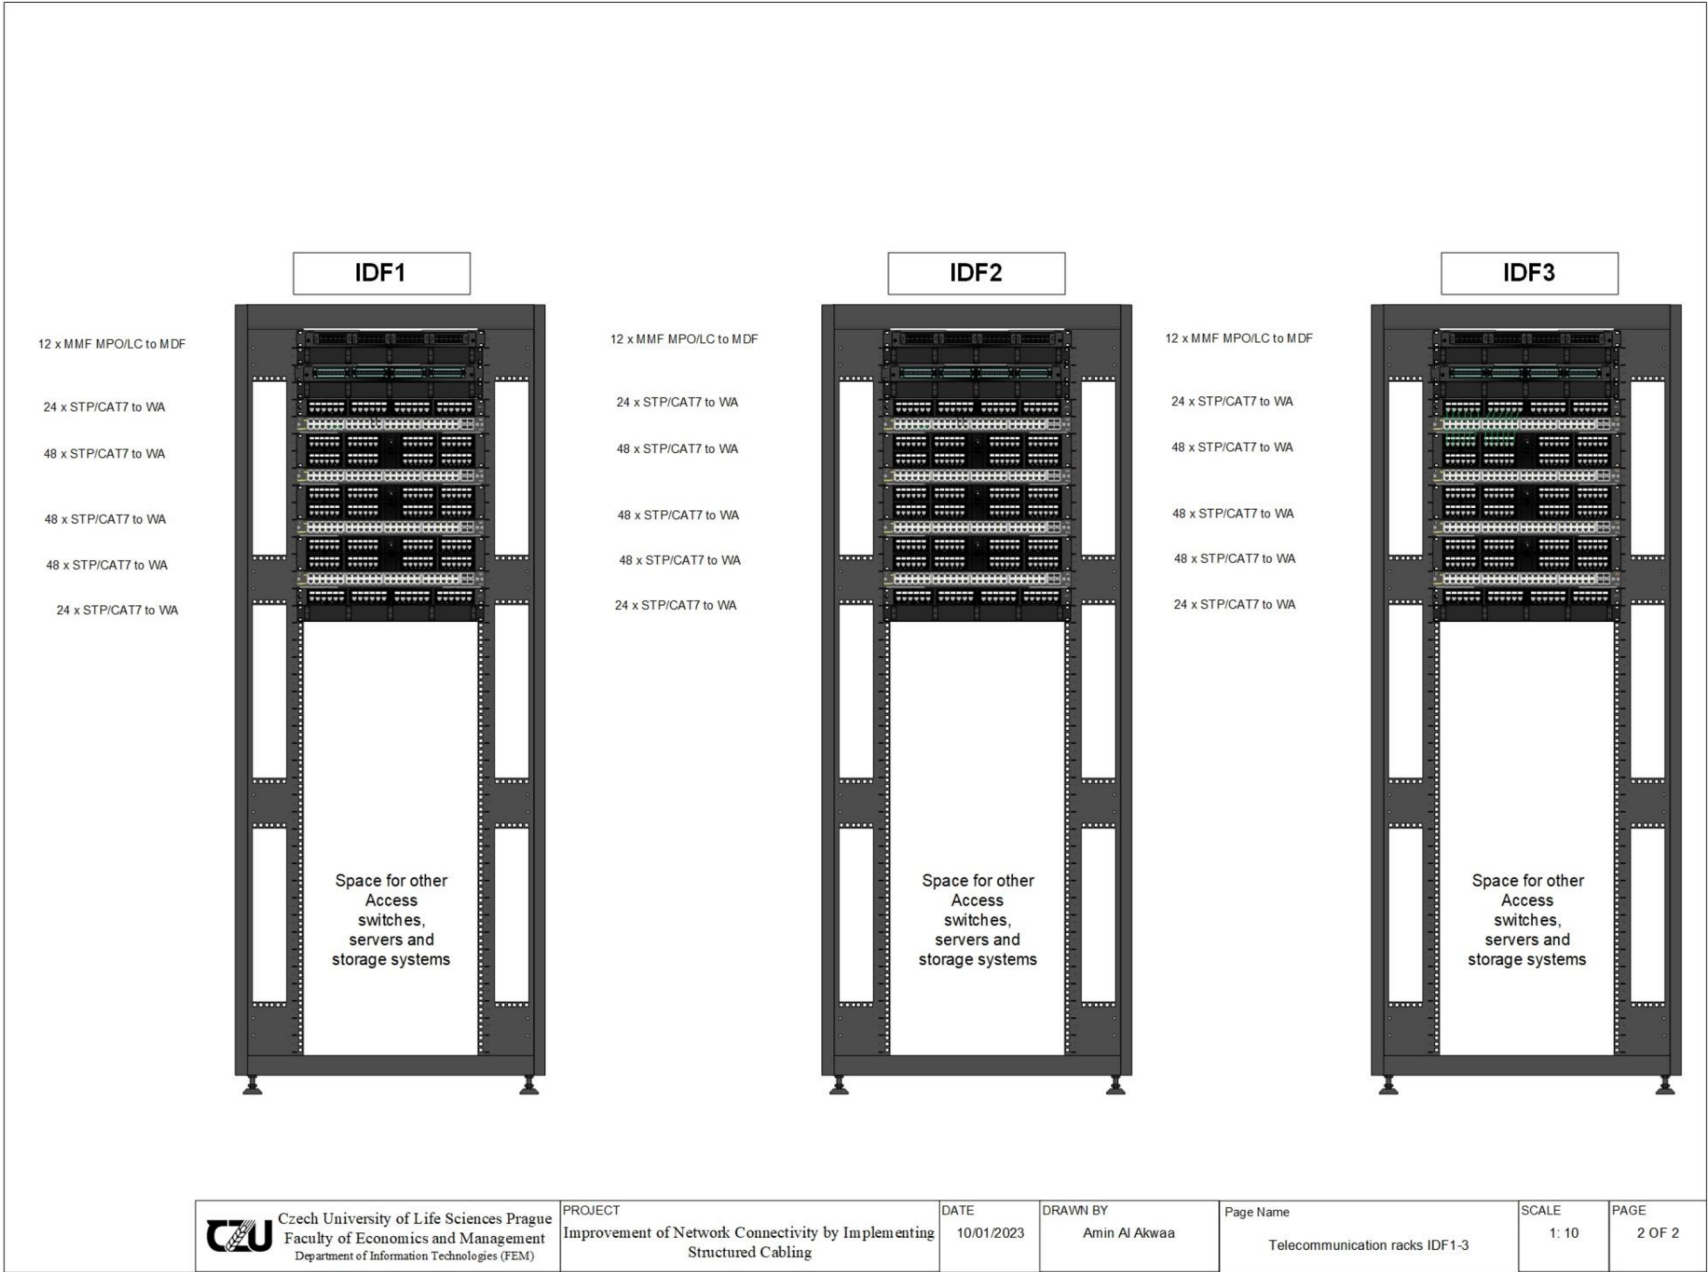 IDF1
12 x MMF MPO/LC to MDF
24 x STP/CAT7 to WA
48 x STP/CAT7 to WA
48 x STP/CAT7 to WA
48 x STP/CAT7 to WA
24 x STP/CAT7 to WA
Space for other
Access
switches,
servers and
storage systems
IDF2
12 x MMF MPO/LC to MDF
24 x STP/CAT7 to WA
48 x STP/CAT7 to WA
48 x STP/CAT7 to WA
48 x STP/CAT7 to WA
24 x STP/CAT7 to WA
Space for other
Access
switches,
servers and
storage systems
IDF3
12 x MMF MPO/LC to MDF
24 x STP/CAT7 to WA
48 x STP/CAT7 to WA
48 x STP/CAT7 to WA
48 x STP/CAT7 to WA
24 x STP/CAT7 to WA
Space for other
Access
switches,
servers and
storage systems
CZU
Czech University of Life Sciences Prague
Faculty of Economics and Management
Department of Information Technologies (FEM)
PROJECT
Improvement of Network Connectivity by Implementing
Structured Cabling
DATE
10/01/2023
DRAWN BY
Amin Al Akwaa
Page Name
Telecommunication racks IDF1-3
SCALE
1: 10
PAGE
2 OF 2